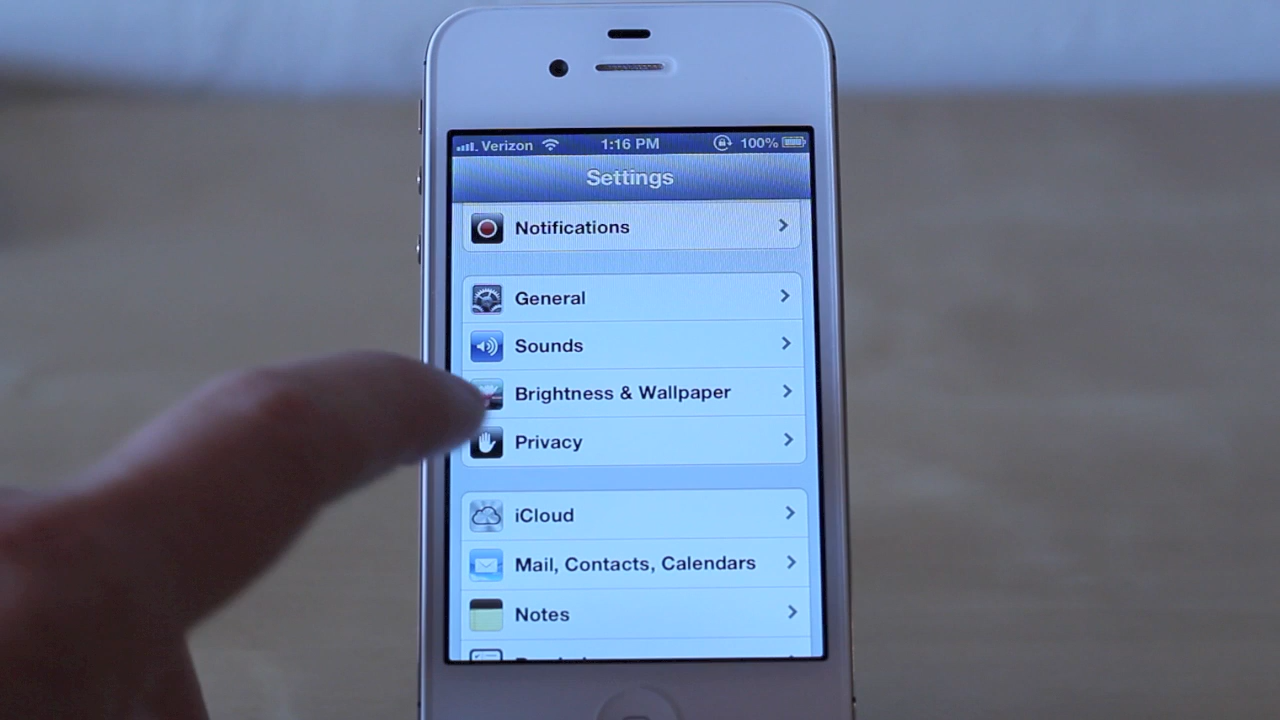 Verizon 1:16 PM 100%
Settings
Notifications
General
Sounds
Brightness & Wallpaper
Privacy
iCloud
Mail, Contacts, Calendars
Notes